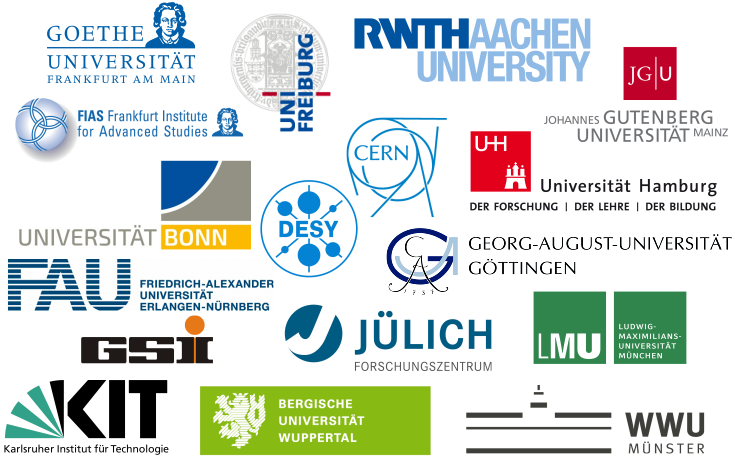 GOETHE
UNIVERSITÄT
FRANKFURT AM MAIN
UNI
FREIBURG
RWTHAACHEN
UNIVERSITY
JG|U
JOHANNES GUTENBERG
UNIVERSITÄT MAINZ
FIAS Frankfurt Institute
for Advanced Studies
CERN
UHH
Universität Hamburg
DER FORSCHUNG | DER LEHRE | DER BILDUNG
UNIVERSITÄT BONN
DESY
GEORG-AUGUST-UNIVERSITÄT
GÖTTINGEN
FAU
FRIEDRICH-ALEXANDER
UNIVERSITÄT
ERLANGEN-NÜRNBERG
GSI
JÜLICH
FORSCHUNGSZENTRUM
LMU
LUDWIG-
MAXIMILIANS-
UNIVERSITÄT
MÜNCHEN
KIT
Karlsruher Institut für Technologie
BERGISCHE
UNIVERSITÄT
WUPPERTAL
WWU
MÜNSTER